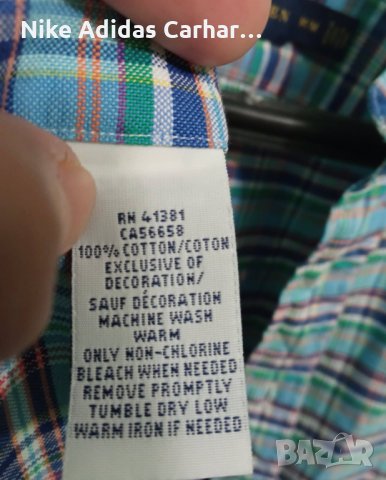 Nike Adidas Carhar...
RN 41381
CA56658
100% COTTON/COTON
EXCLUSIVE OF
DECORATION/
SAUF DÉCORATION
MACHINE WASH
WARM
ONLY NON-CHLORINE
BLEACH WHEN NEEDED
REMOVE PROMPTLY
TUMBLE DRY LOW
WARM IRON IF NEEDED
BAZAR